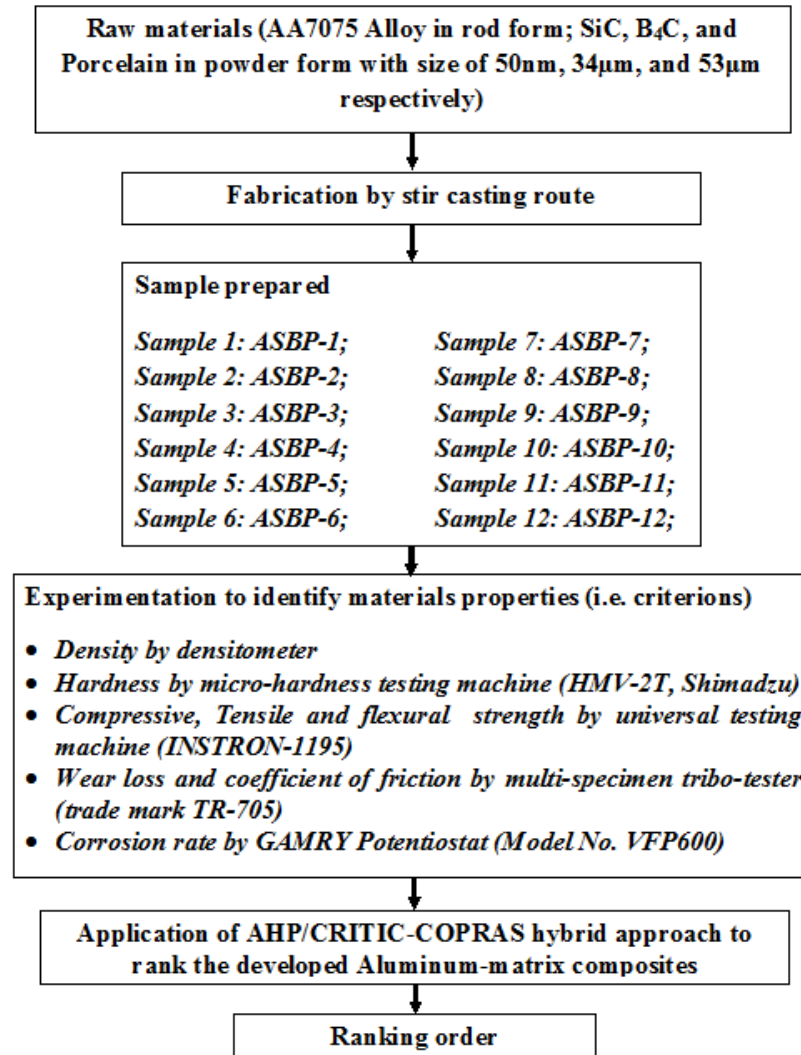 Raw materials (AA7075 Alloy in rod form; SiC, B₄C, and
Porcelain in powder form with size of 50nm, 34μm, and 53μm
respectively)
Fabrication by stir casting route
Sample prepared
Sample 1: ASBP-1; Sample 7: ASBP-7;
Sample 2: ASBP-2; Sample 8: ASBP-8;
Sample 3: ASBP-3; Sample 9: ASBP-9;
Sample 4: ASBP-4; Sample 10: ASBP-10;
Sample 5: ASBP-5; Sample 11: ASBP-11;
Sample 6: ASBP-6; Sample 12: ASBP-12;
Experimentation to identify materials properties (i.e. criterions)
• Density by densitometer
• Hardness by micro-hardness testing machine (HMV-2T, Shimadzu)
• Compressive, Tensile and flexural strength by universal testing
machine (INSTRON-1195)
• Wear loss and coefficient of friction by multi-specimen tribo-tester
(trade mark TR-705)
• Corrosion rate by GAMRY Potentiostat (Model No. VFP600)
Application of AHP/CRITIC-COPRAS hybrid approach to
rank the developed Aluminum-matrix composites
Ranking order